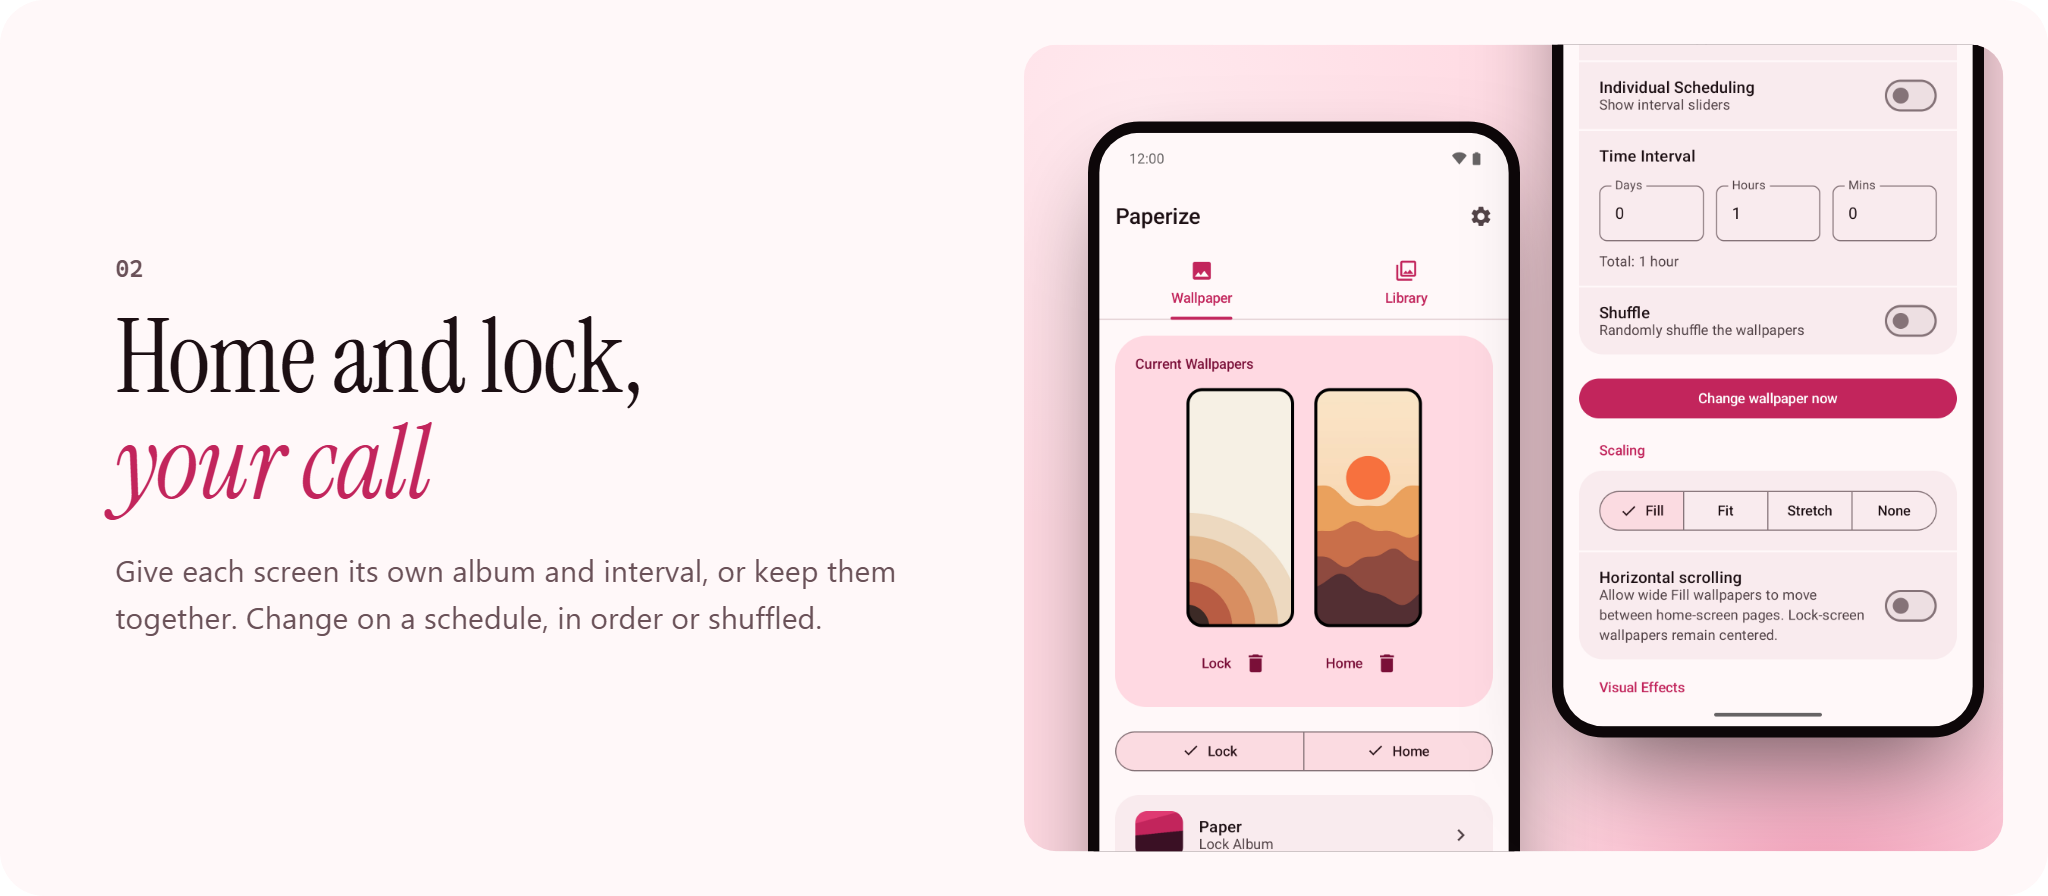 02
Home and lock,
your call
Give each screen its own album and interval, or keep them
together. Change on a schedule, in order or shuffled.
12:00
Paperize
Wallpaper
Library
Current Wallpapers
Lock
Home
Lock
Home
Paper
Lock Album
Individual Scheduling
Show interval sliders
Time Interval
Days
Hours
Mins
0
1
0
Total: 1 hour
Shuffle
Randomly shuffle the wallpapers
Change wallpaper now
Scaling
Fill
Fit
Stretch
None
Horizontal scrolling
Allow wide Fill wallpapers to move
between home-screen pages. Lock-screen
wallpapers remain centered.
Visual Effects